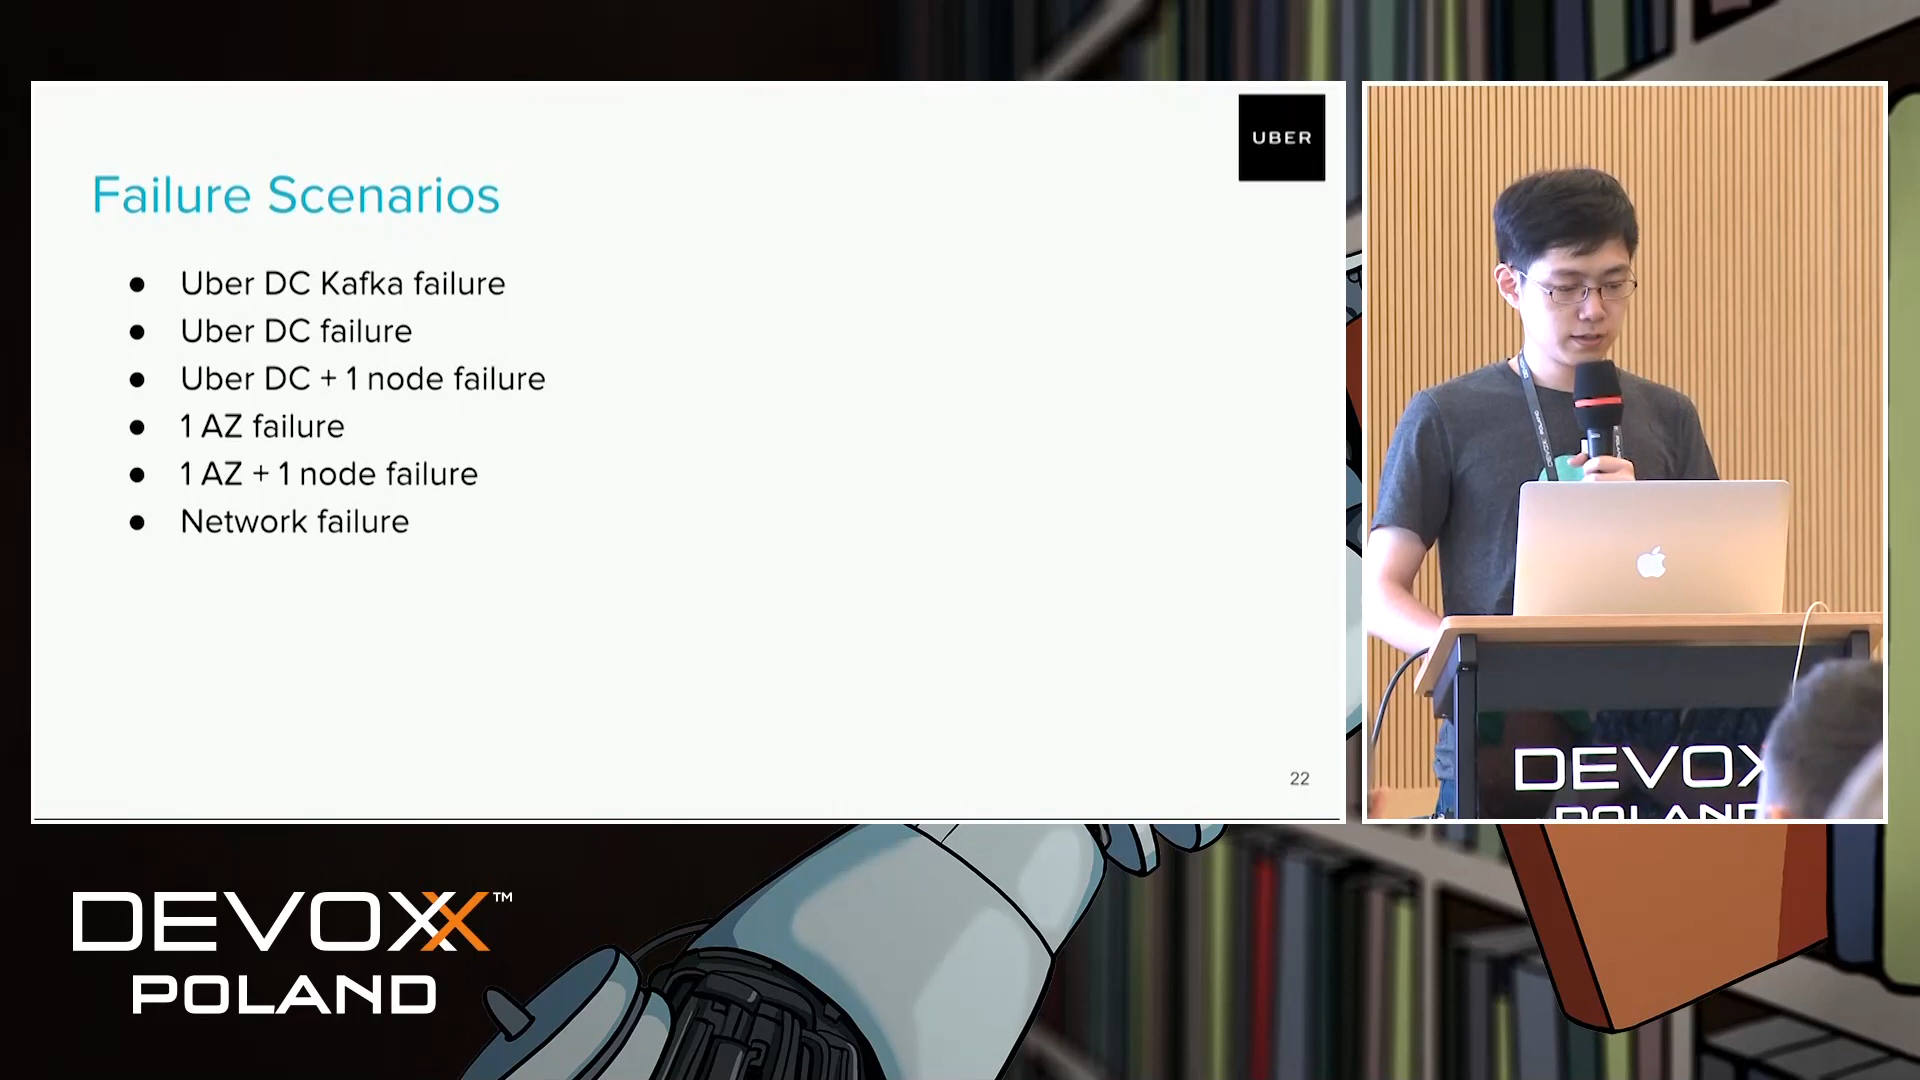 UBER
Failure Scenarios
● Uber DC Kafka failure
● Uber DC failure
● Uber DC + 1 node failure
● 1 AZ failure
● 1 AZ + 1 node failure
● Network failure
22
DEVOX
POLAND
DEVOXX™
POLAND